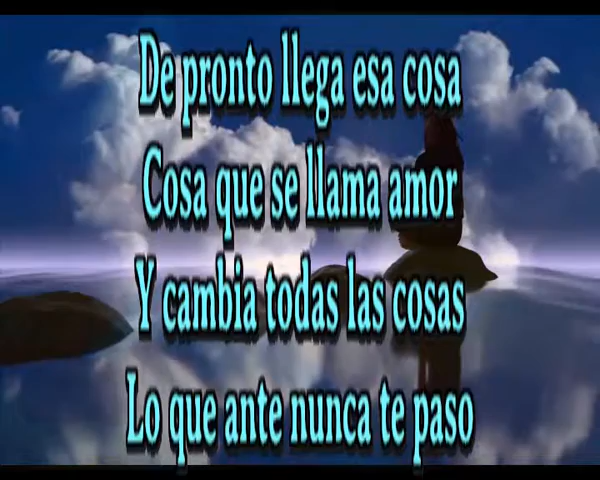 De pronto llega esa cosa
Cosa que se llama amor
Y cambia todas las cosas
Lo que ante nunca te paso